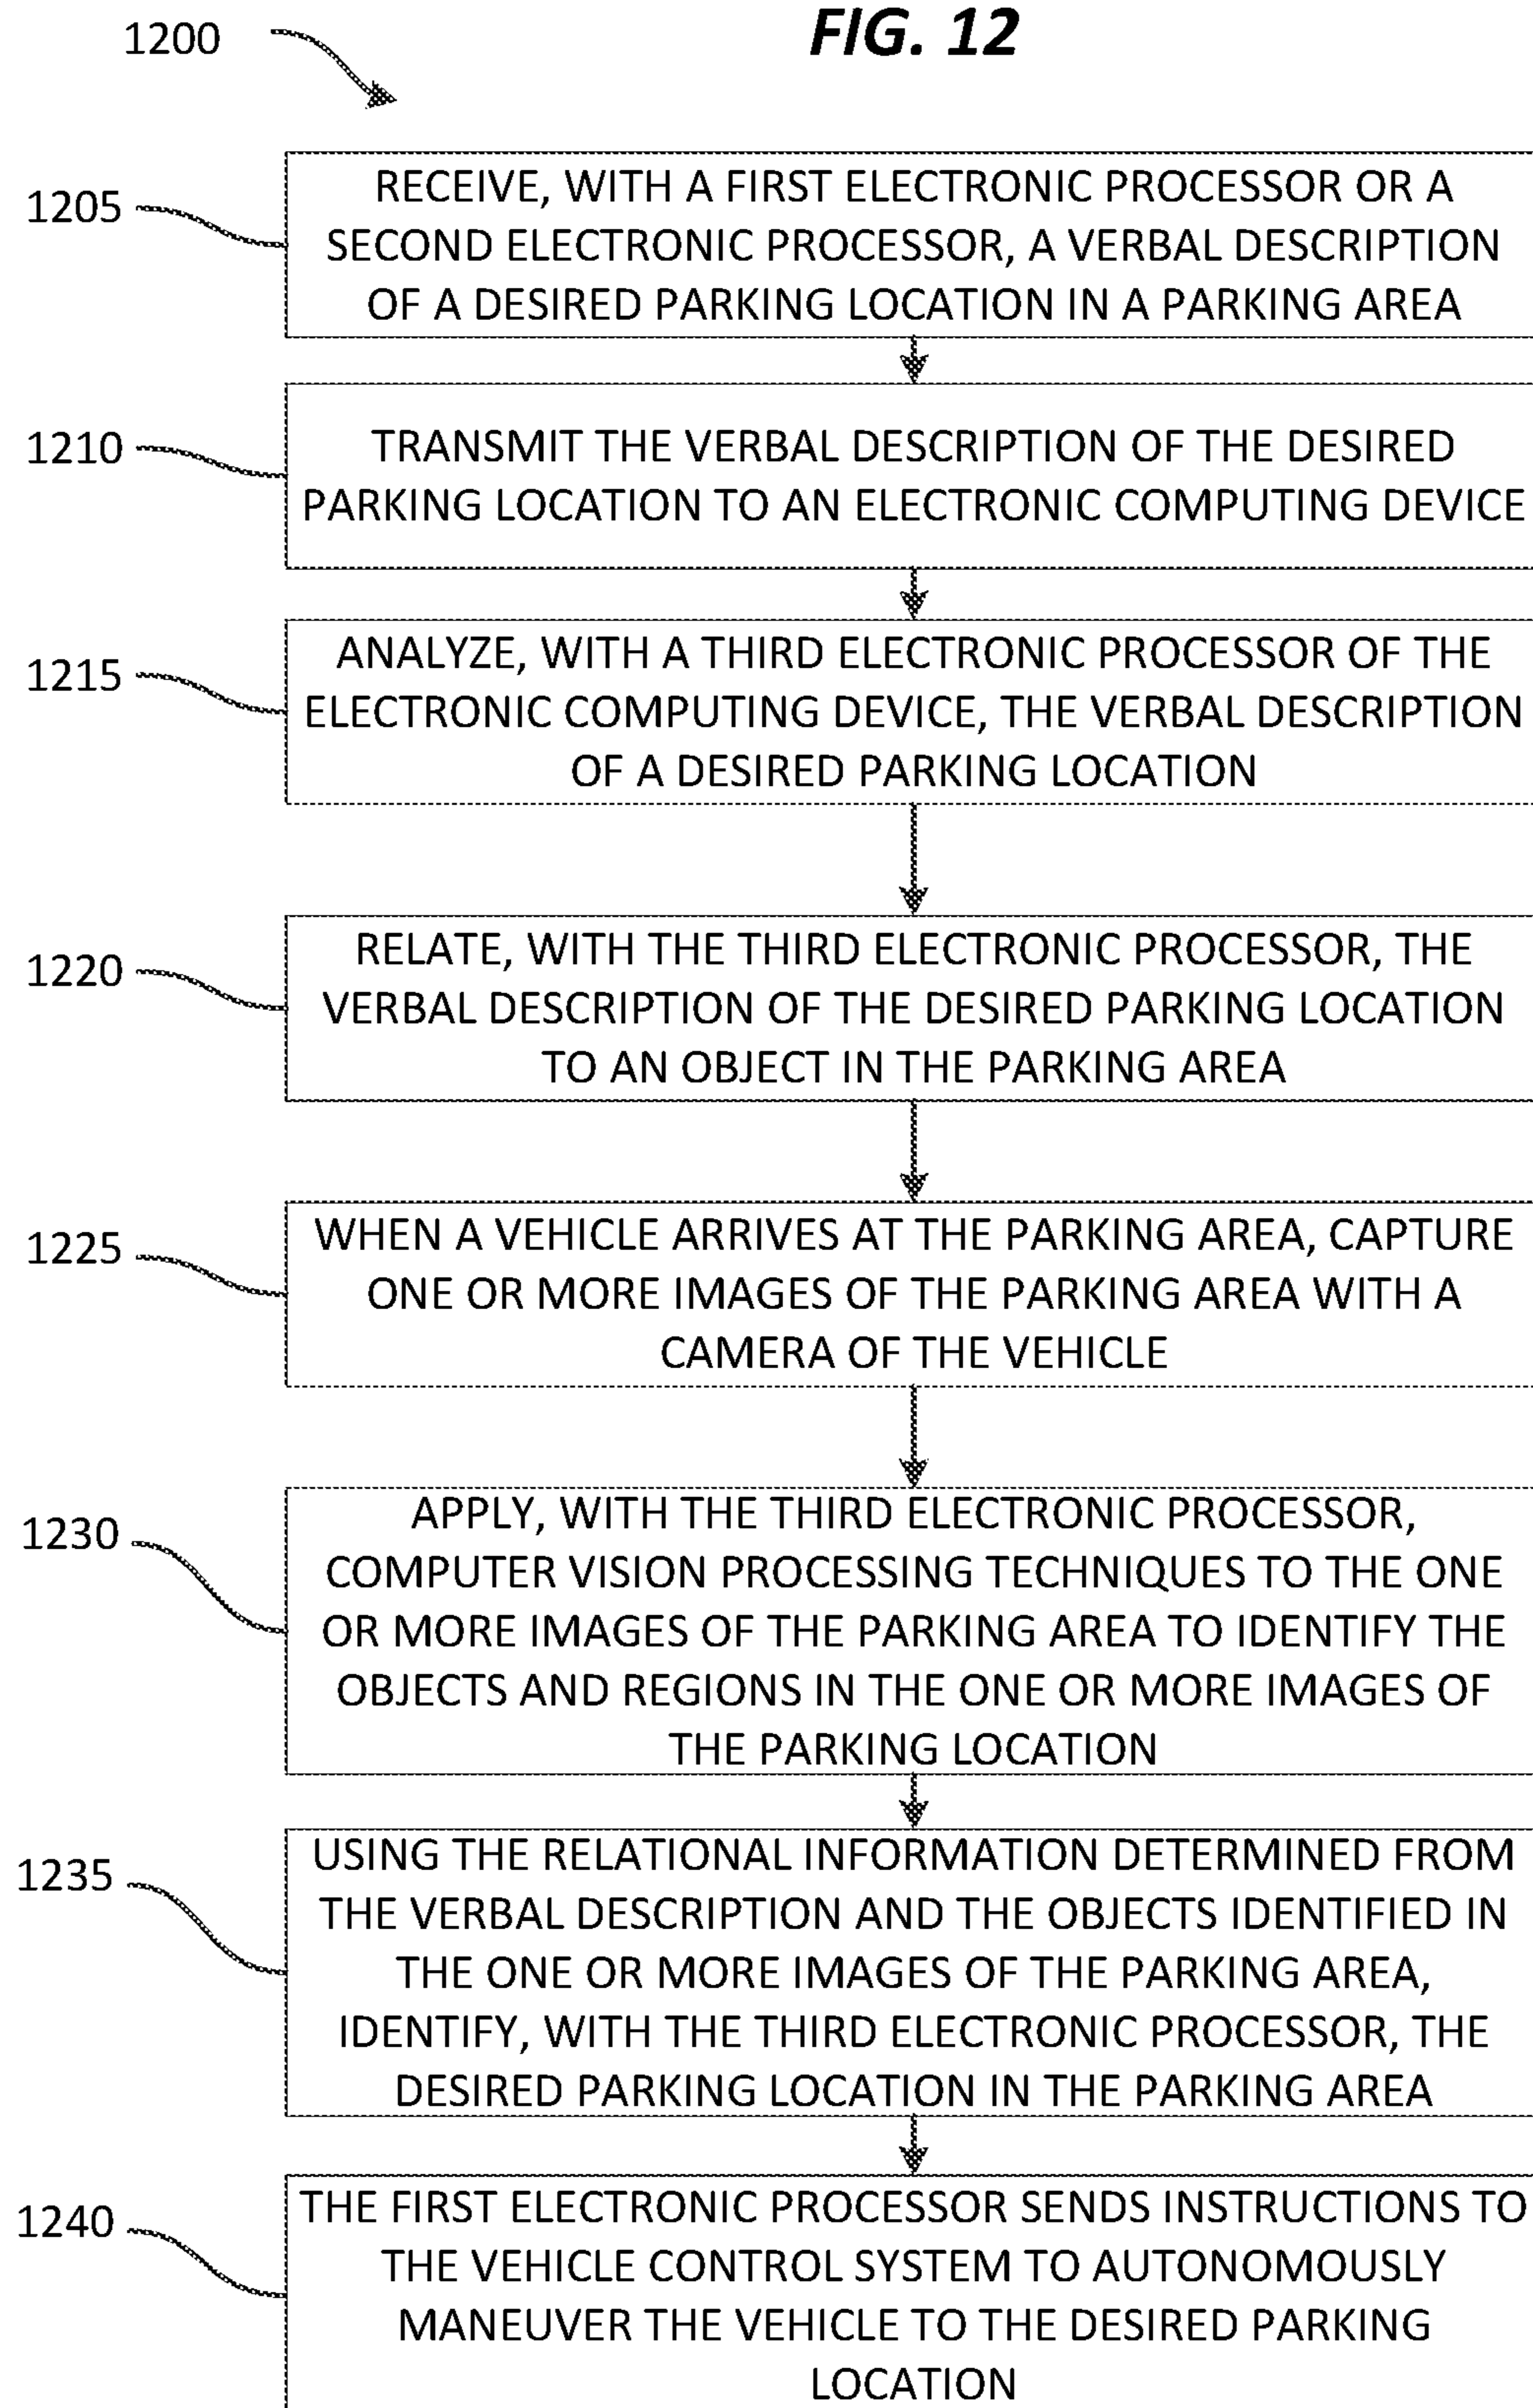 FIG. 12
1200
1205
RECEIVE, WITH A FIRST ELECTRONIC PROCESSOR OR A
SECOND ELECTRONIC PROCESSOR, A VERBAL DESCRIPTION
OF A DESIRED PARKING LOCATION IN A PARKING AREA
1210
TRANSMIT THE VERBAL DESCRIPTION OF THE DESIRED
PARKING LOCATION TO AN ELECTRONIC COMPUTING DEVICE
1215
ANALYZE, WITH A THIRD ELECTRONIC PROCESSOR OF THE
ELECTRONIC COMPUTING DEVICE, THE VERBAL DESCRIPTION
OF A DESIRED PARKING LOCATION
1220
RELATE, WITH THE THIRD ELECTRONIC PROCESSOR, THE
VERBAL DESCRIPTION OF THE DESIRED PARKING LOCATION
TO AN OBJECT IN THE PARKING AREA
1225
WHEN A VEHICLE ARRIVES AT THE PARKING AREA, CAPTURE
ONE OR MORE IMAGES OF THE PARKING AREA WITH A
CAMERA OF THE VEHICLE
1230
APPLY, WITH THE THIRD ELECTRONIC PROCESSOR,
COMPUTER VISION PROCESSING TECHNIQUES TO THE ONE
OR MORE IMAGES OF THE PARKING AREA TO IDENTIFY THE
OBJECTS AND REGIONS IN THE ONE OR MORE IMAGES OF
THE PARKING LOCATION
1235
USING THE RELATIONAL INFORMATION DETERMINED FROM
THE VERBAL DESCRIPTION AND THE OBJECTS IDENTIFIED IN
THE ONE OR MORE IMAGES OF THE PARKING AREA,
IDENTIFY, WITH THE THIRD ELECTRONIC PROCESSOR, THE
DESIRED PARKING LOCATION IN THE PARKING AREA
1240
THE FIRST ELECTRONIC PROCESSOR SENDS INSTRUCTIONS TO
THE VEHICLE CONTROL SYSTEM TO AUTONOMOUSLY
MANEUVER THE VEHICLE TO THE DESIRED PARKING
LOCATION